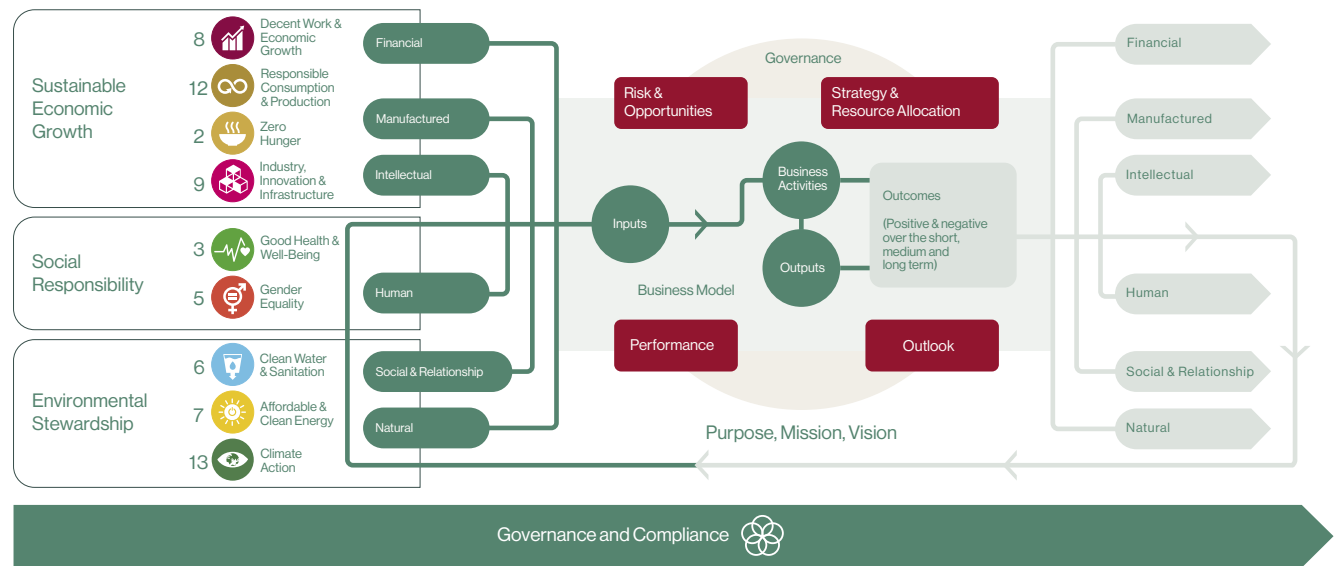 Sustainable
Economic
Growth
8
Decent Work &
Economic
Growth
12
Responsible
Consumption
& Production
2
Zero
Hunger
9
Industry,
Innovation &
Infrastructure
Social
Responsibility
3
Good Health &
Well-Being
5
Gender
Equality
Environmental
Stewardship
6
Clean Water
& Sanitation
7
Affordable &
Clean Energy
13
Climate
Action
Financial
Manufactured
Intellectual
Human
Social & Relationship
Natural
Governance
Risk &
Opportunities
Strategy &
Resource Allocation
Inputs
Business
Activities
Outputs
Outcomes
(Positive & negative
over the short,
medium and
long term)
Business Model
Performance
Outlook
Purpose, Mission, Vision
Financial
Manufactured
Intellectual
Human
Social & Relationship
Natural
Governance and Compliance